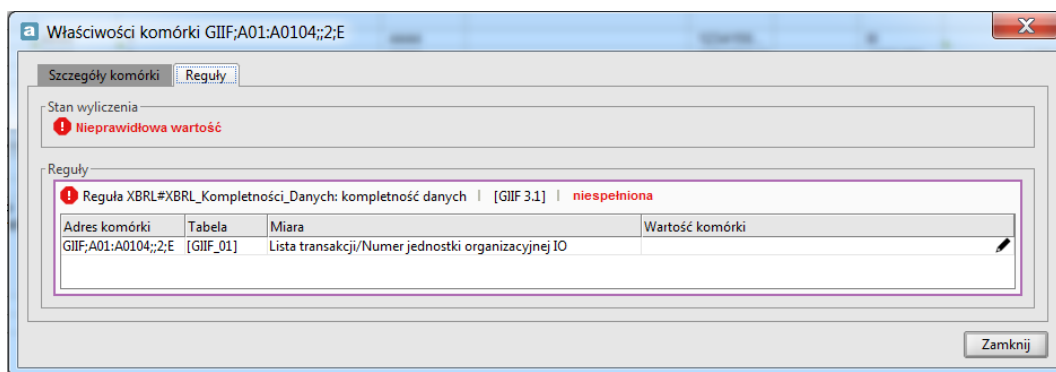 a Właściwości komórki GIIF;A01:A0104;;2;E X
Szczegóły komórki Reguły
Stan wyliczenia
Nieprawidłowa wartość
Reguły
Reguła XBRL#XBRL_Kompletności_Danych: kompletność danych | [GIIF 3.1] | niespełniona
Adres komórki Tabela Miara Wartość komórki
GIIF;A01:A0104;;2;E [GIIF_01] Lista transakcji/Numer jednostki organizacyjnej IO
Zamknij